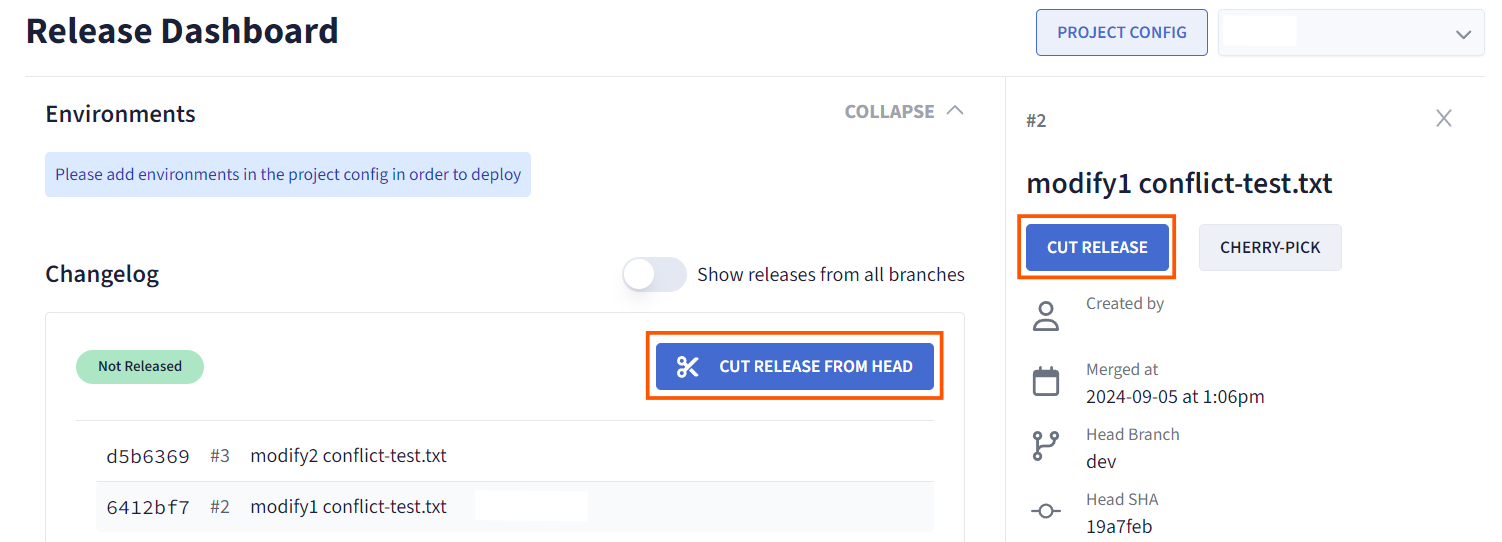 Release Dashboard
PROJECT CONFIG
Environments
COLLAPSE
Please add environments in the project config in order to deploy
Changelog
Show releases from all branches
Not Released
CUT RELEASE FROM HEAD
d5b6369 #3 modify2 conflict-test.txt
6412bf7 #2 modify1 conflict-test.txt
#2
modify1 conflict-test.txt
CUT RELEASE
CHERRY-PICK
Created by
Merged at
2024-09-05 at 1:06pm
Head Branch
dev
Head SHA
19a7feb